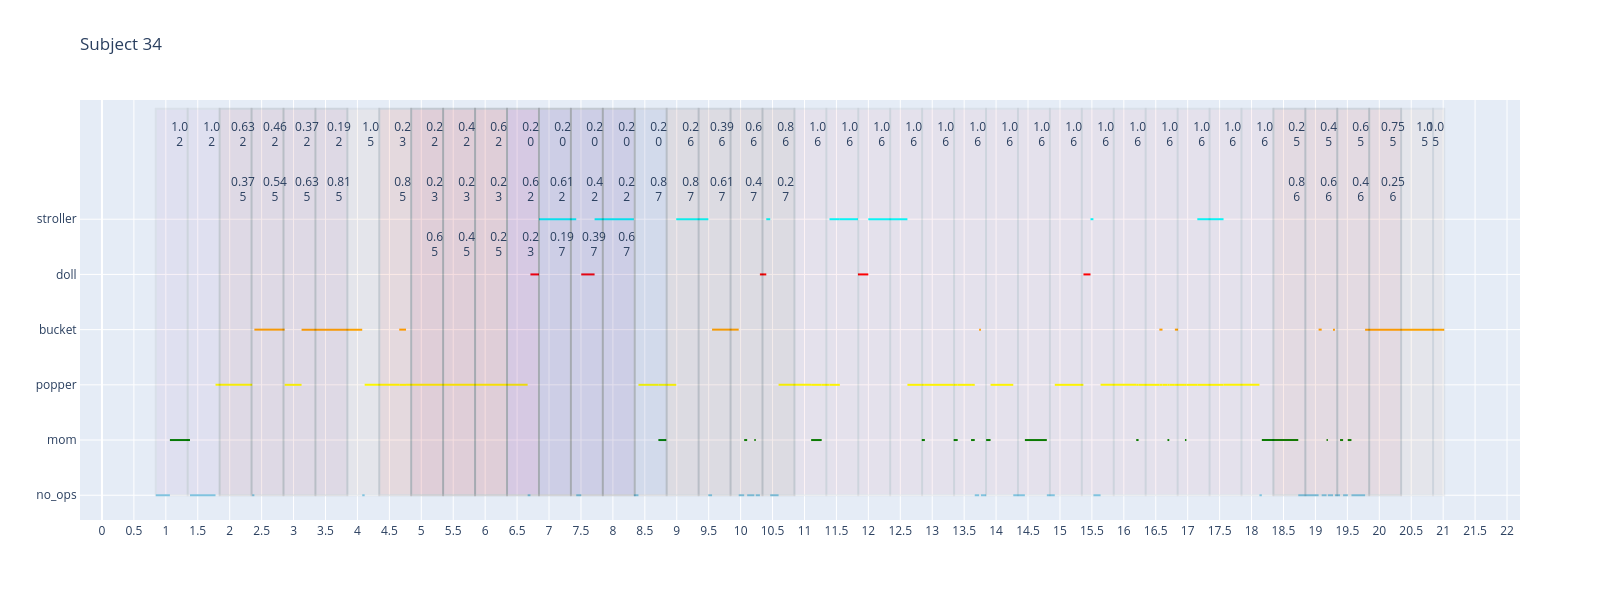 Subject 34
1.0 1.0 0.63 0.46 0.37 0.19 1.0 0.2 0.2 0.4 0.6 0.2 0.2 0.2 0.2 0.2 0.2 0.39 0.6 0.8 1.0 1.0 1.0 1.0 1.0 1.0 1.0 1.0 1.0 1.0 1.0 1.0 1.0 1.0 1.0 0.2 0.4 0.6 0.75 1.0 1.0
2 2 2 2 2 2 5 3 2 2 2 0 0 0 0 0 6 6 6 6 6 6 6 6 6 6 6 6 6 6 6 6 6 6 6 5 5 5 5 5 5
0.37 0.54 0.63 0.81 0.8 0.2 0.2 0.2 0.6 0.61 0.4 0.2 0.8 0.8 0.61 0.4 0.2 0.8 0.6 0.4 0.25
5 5 5 5 5 3 3 3 2 2 2 2 7 7 7 7 7 6 6 6 6
stroller
0.6 0.4 0.2 0.2 0.19 0.39 0.6
5 5 5 3 7 7 7
doll
bucket
popper
mom
no_ops
0 0.5 1 1.5 2 2.5 3 3.5 4 4.5 5 5.5 6 6.5 7 7.5 8 8.5 9 9.5 10 10.5 11 11.5 12 12.5 13 13.5 14 14.5 15 15.5 16 16.5 17 17.5 18 18.5 19 19.5 20 20.5 21 21.5 22